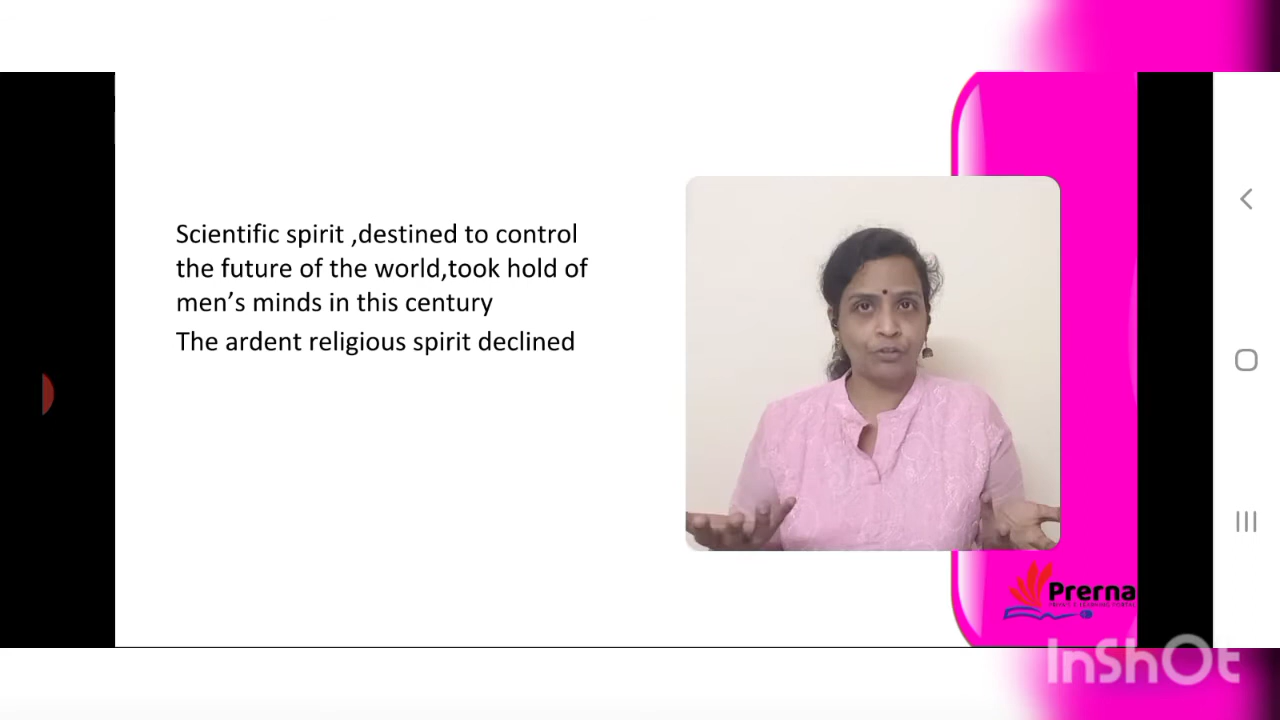 Scientific spirit ,destined to control
the future of the world,took hold of
men's minds in this century
The ardent religious spirit declined
Prerna
InShOt